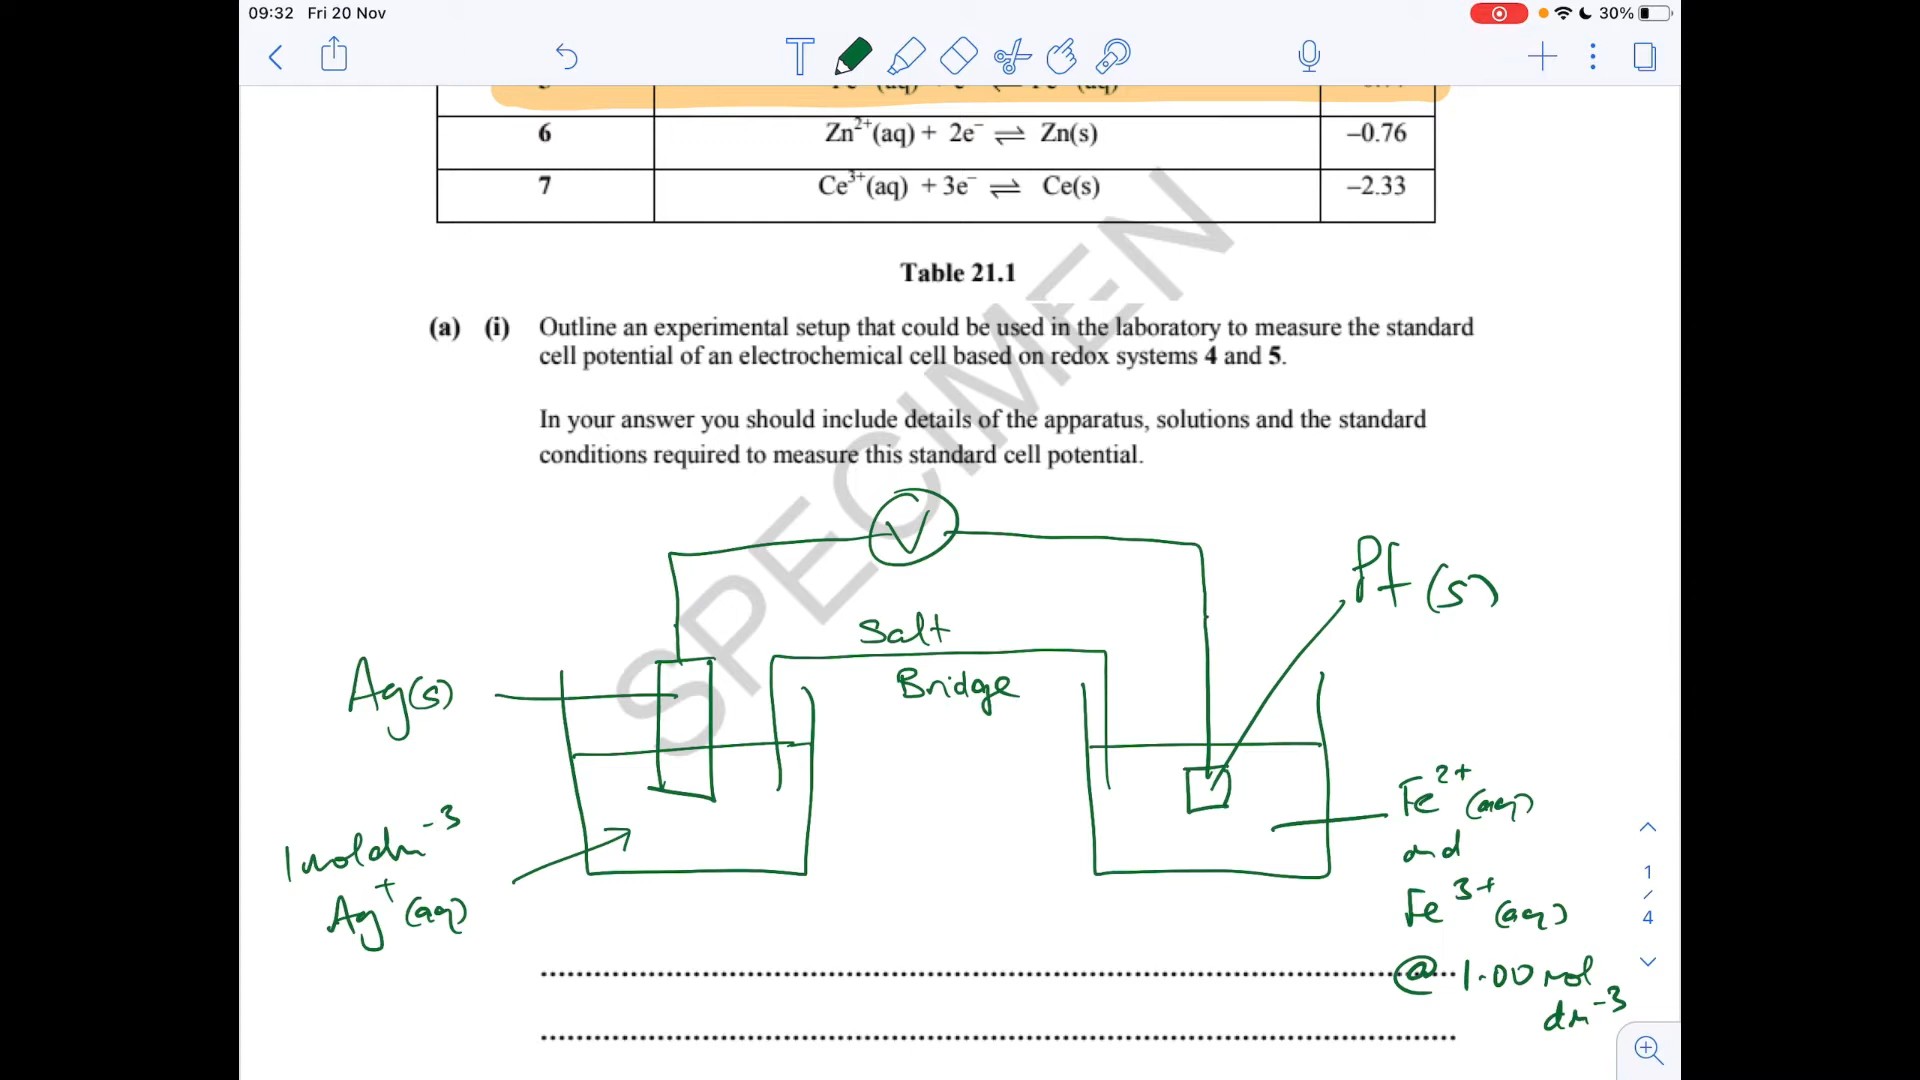 09:32 Fri 20 Nov
30%
6 Zn²⁺(aq) + 2e⁻ ⇌ Zn(s) –0.76
7 Ce³⁺(aq) + 3e⁻ ⇌ Ce(s) –2.33
Table 21.1
(a) (i) Outline an experimental setup that could be used in the laboratory to measure the standard
cell potential of an electrochemical cell based on redox systems 4 and 5.
In your answer you should include details of the apparatus, solutions and the standard
conditions required to measure this standard cell potential.
SPECIMEN
V
Pt (s)
Salt
Bridge
Ag(s)
1 mol dm⁻³
Ag⁺(aq)
Fe²⁺(aq)
and
Fe³⁺(aq)
@ 1.00 mol
dm⁻³
1
/
4